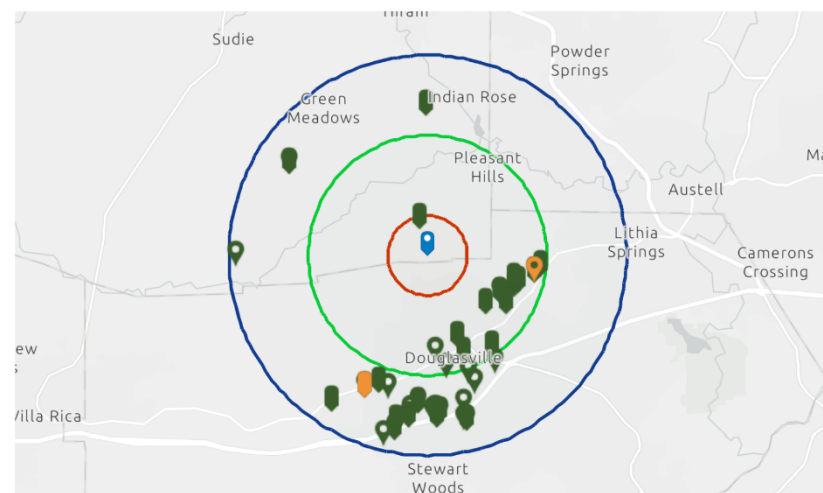 Hiram
Sudie
Powder
Springs
Green
Meadows
Indian Rose
Pleasant
Hills
Austell
Lithia
Springs
Camerons
Crossing
Douglasville
Villa Rica
Stewart
Woods